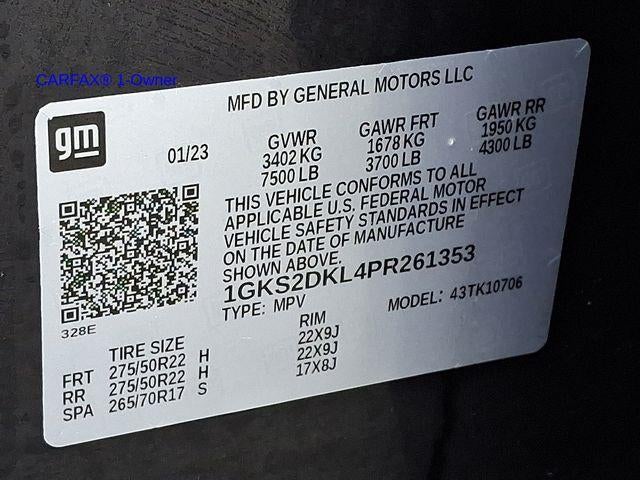 CARFAX® 1-Owner
gm
MFD BY GENERAL MOTORS LLC
01/23
GVWR GAWR FRT GAWR RR
3402 KG 1678 KG 1950 KG
7500 LB 3700 LB 4300 LB
THIS VEHICLE CONFORMS TO ALL
APPLICABLE U.S. FEDERAL MOTOR
VEHICLE SAFETY STANDARDS IN EFFECT
ON THE DATE OF MANUFACTURE
SHOWN ABOVE.
1GKS2DKL4PR261353
TYPE: MPV MODEL: 43TK10706
328E
TIRE SIZE RIM
FRT 275/50R22 H 22X9J
RR 275/50R22 H 22X9J
SPA 265/70R17 S 17X8J